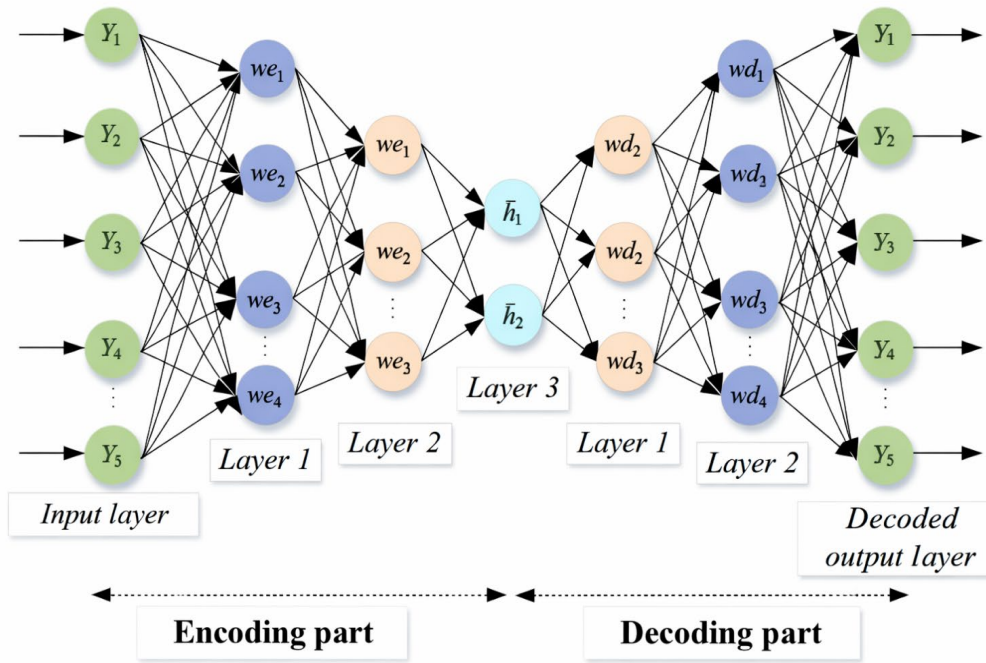 Y₁
Y₂
Y₃
Y₄
Y₅
Input layer
we₁
we₂
we₃
we₄
Layer 1
we₁
we₂
we₃
Layer 2
h̄₁
h̄₂
Layer 3
wd₂
wd₂
wd₃
Layer 1
wd₁
wd₂
wd₃
wd₄
Layer 2
Y₁
Y₂
Y₃
Y₄
Y₅
Decoded
output layer
Encoding part
Decoding part